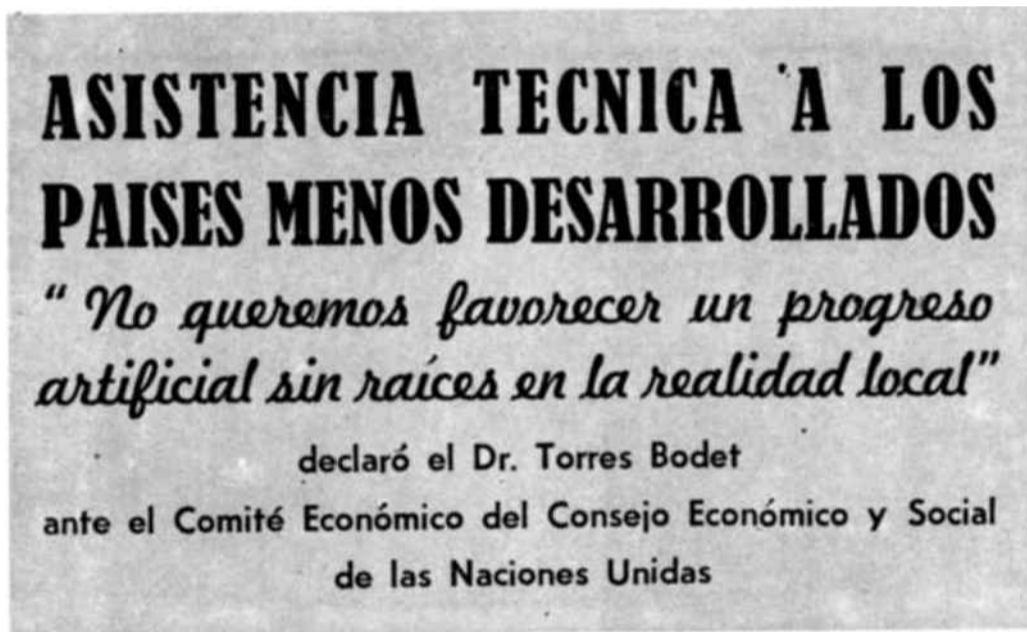 ASISTENCIA TECNICA A LOS
PAISES MENOS DESARROLLADOS
“No queremos favorecer un progreso
artificial sin raíces en la realidad local”
declaró el Dr. Torres Bodet
ante el Comité Económico del Consejo Económico y Social
de las Naciones Unidas